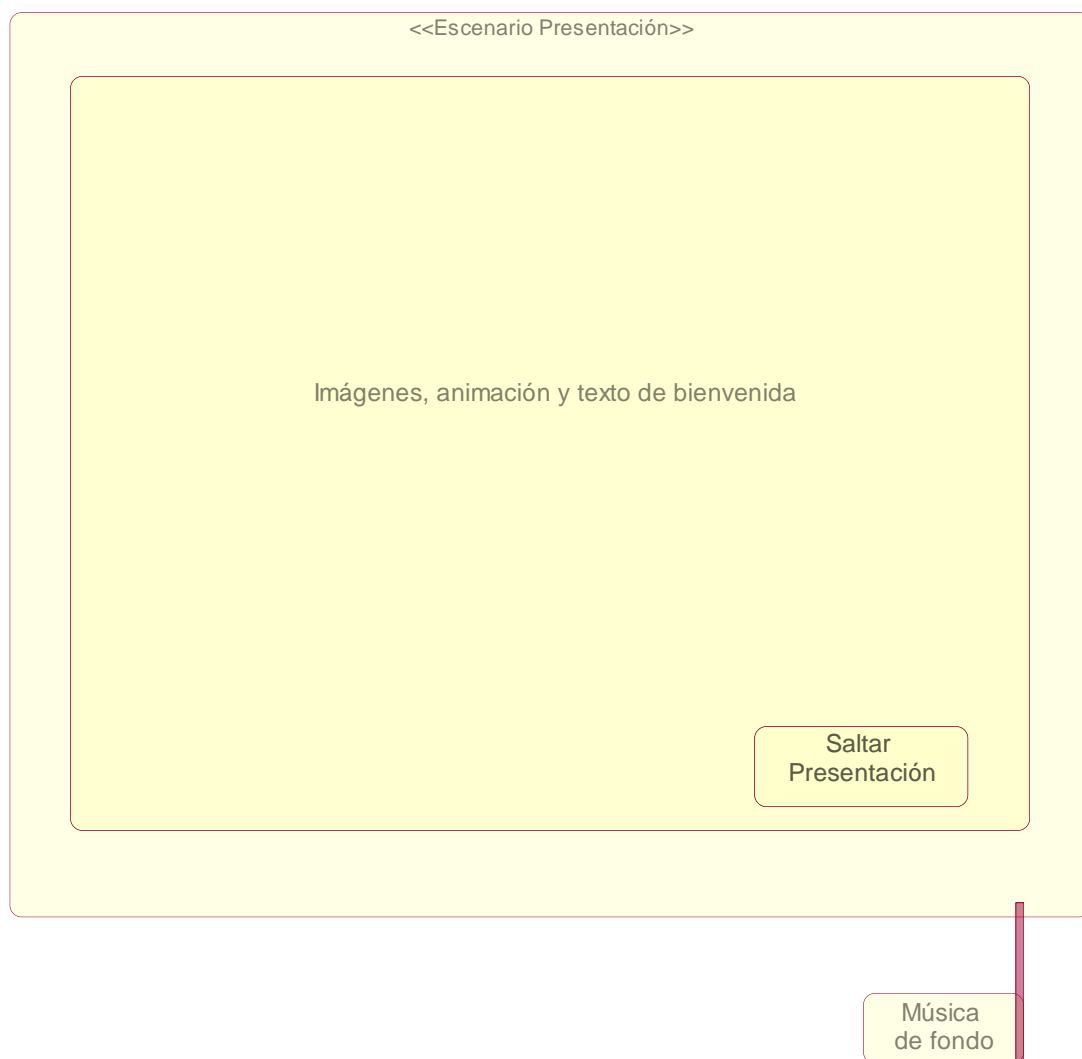 <<Escenario Presentación>>
Imágenes, animación y texto de bienvenida
Saltar
Presentación
Música
de fondo